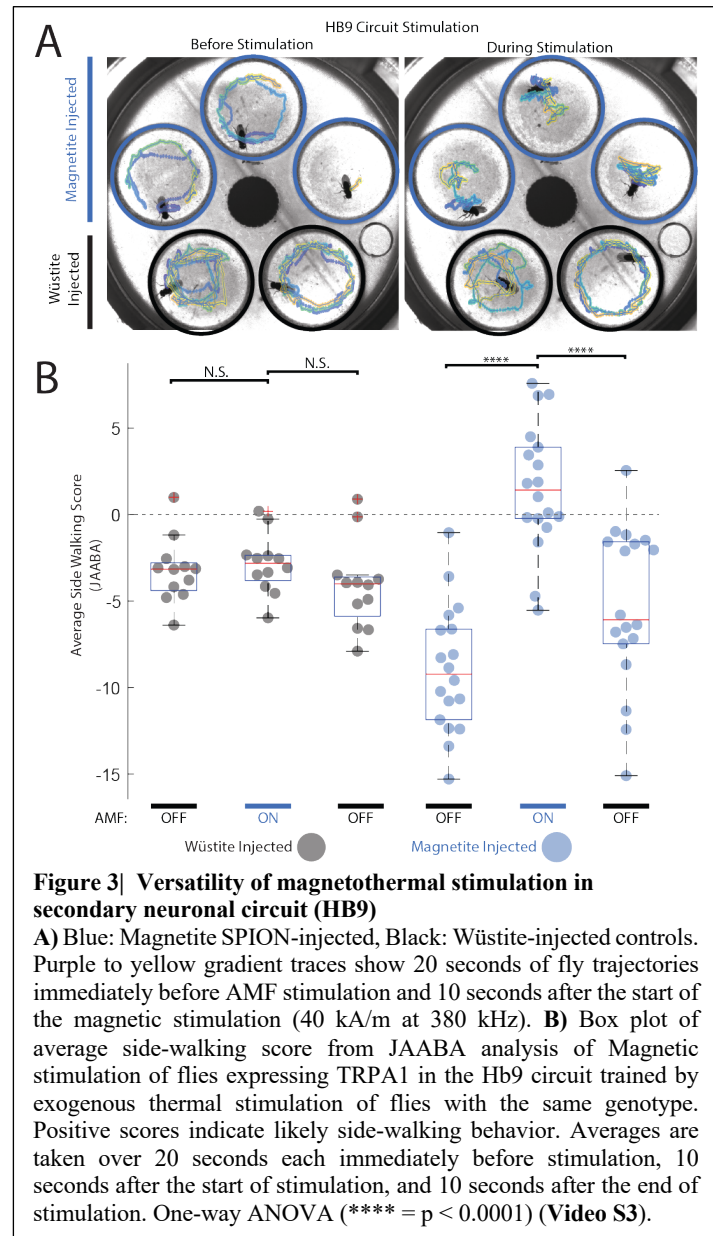 HB9 Circuit Stimulation
A
Before Stimulation
During Stimulation
Magnetite Injected
Wüstite
Injected
B
N.S.
N.S.
****
****
5
0
-5
-10
-15
Average Side Walking Score
(JAABA)
AMF:
OFF
ON
OFF
OFF
ON
OFF
Wüstite Injected
Magnetite Injected
Figure 3| Versatility of magnetothermal stimulation in
secondary neuronal circuit (HB9)
A) Blue: Magnetite SPION-injected, Black: Wüstite-injected controls.
Purple to yellow gradient traces show 20 seconds of fly trajectories
immediately before AMF stimulation and 10 seconds after the start of
the magnetic stimulation (40 kA/m at 380 kHz). B) Box plot of
average side-walking score from JAABA analysis of Magnetic
stimulation of flies expressing TRPA1 in the Hb9 circuit trained by
exogenous thermal stimulation of flies with the same genotype.
Positive scores indicate likely side-walking behavior. Averages are
taken over 20 seconds each immediately before stimulation, 10
seconds after the start of stimulation, and 10 seconds after the end of
stimulation. One-way ANOVA (**** = p < 0.0001) (Video S3).